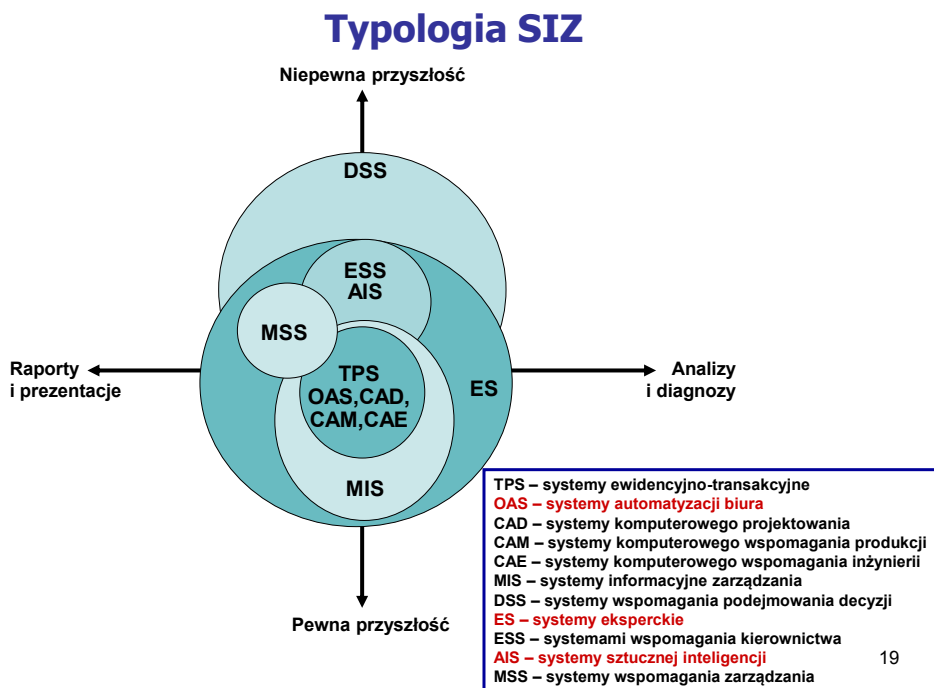 Typologia SIZ
Niepewna przyszłość
DSS
ESS
AIS
MSS
Raporty
i prezentacje
Analizy
i diagnozy
TPS
OAS,CAD,
CAM,CAE
ES
MIS
Pewna przyszłość
TPS – systemy ewidencyjno-transakcyjne
OAS – systemy automatyzacji biura
CAD – systemy komputerowego projektowania
CAM – systemy komputerowego wspomagania produkcji
CAE – systemy komputerowego wspomagania inżynierii
MIS – systemy informacyjne zarządzania
DSS – systemy wspomagania podejmowania decyzji
ES – systemy eksperckie
ESS – systemami wspomagania kierownictwa
AIS – systemy sztucznej inteligencji
MSS – systemy wspomagania zarządzania
19